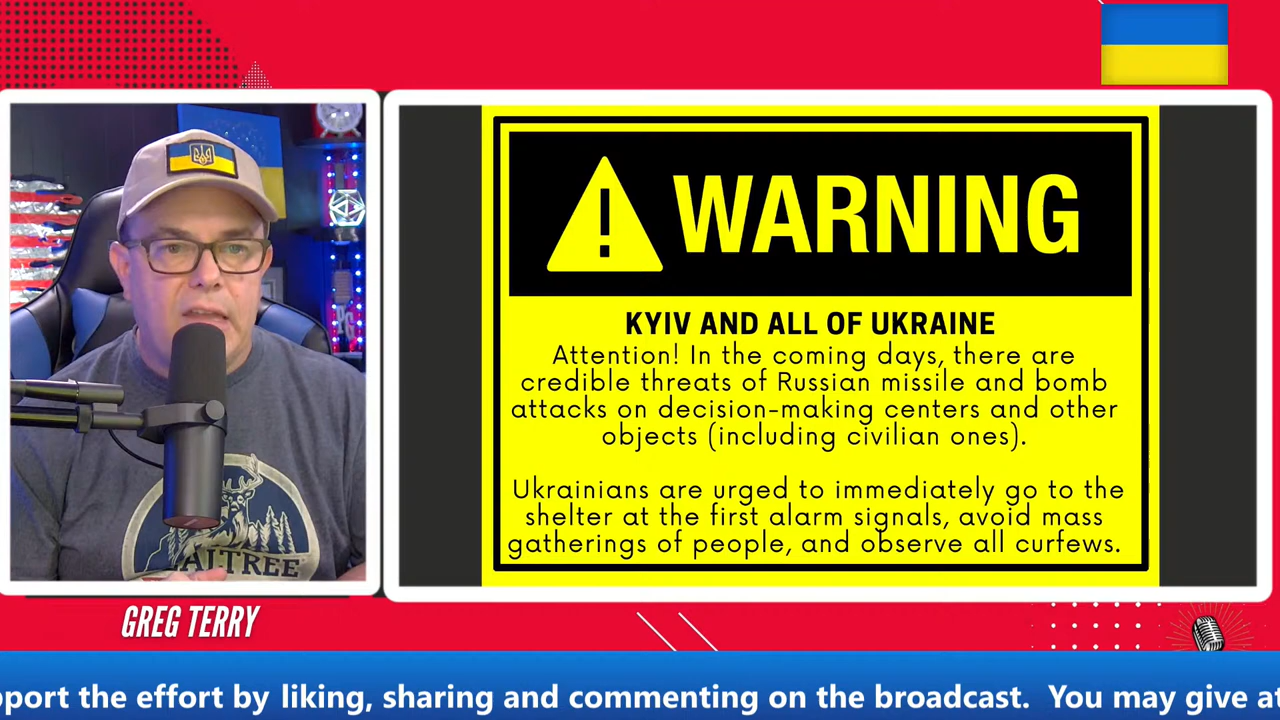 WARNING
KYIV AND ALL OF UKRAINE
Attention! In the coming days, there are
credible threats of Russian missile and bomb
attacks on decision-making centers and other
objects (including civilian ones).
Ukrainians are urged to immediately go to the
shelter at the first alarm signals, avoid mass
gatherings of people, and observe all curfews.
GREG TERRY
pport the effort by liking, sharing and commenting on the broadcast. You may give at